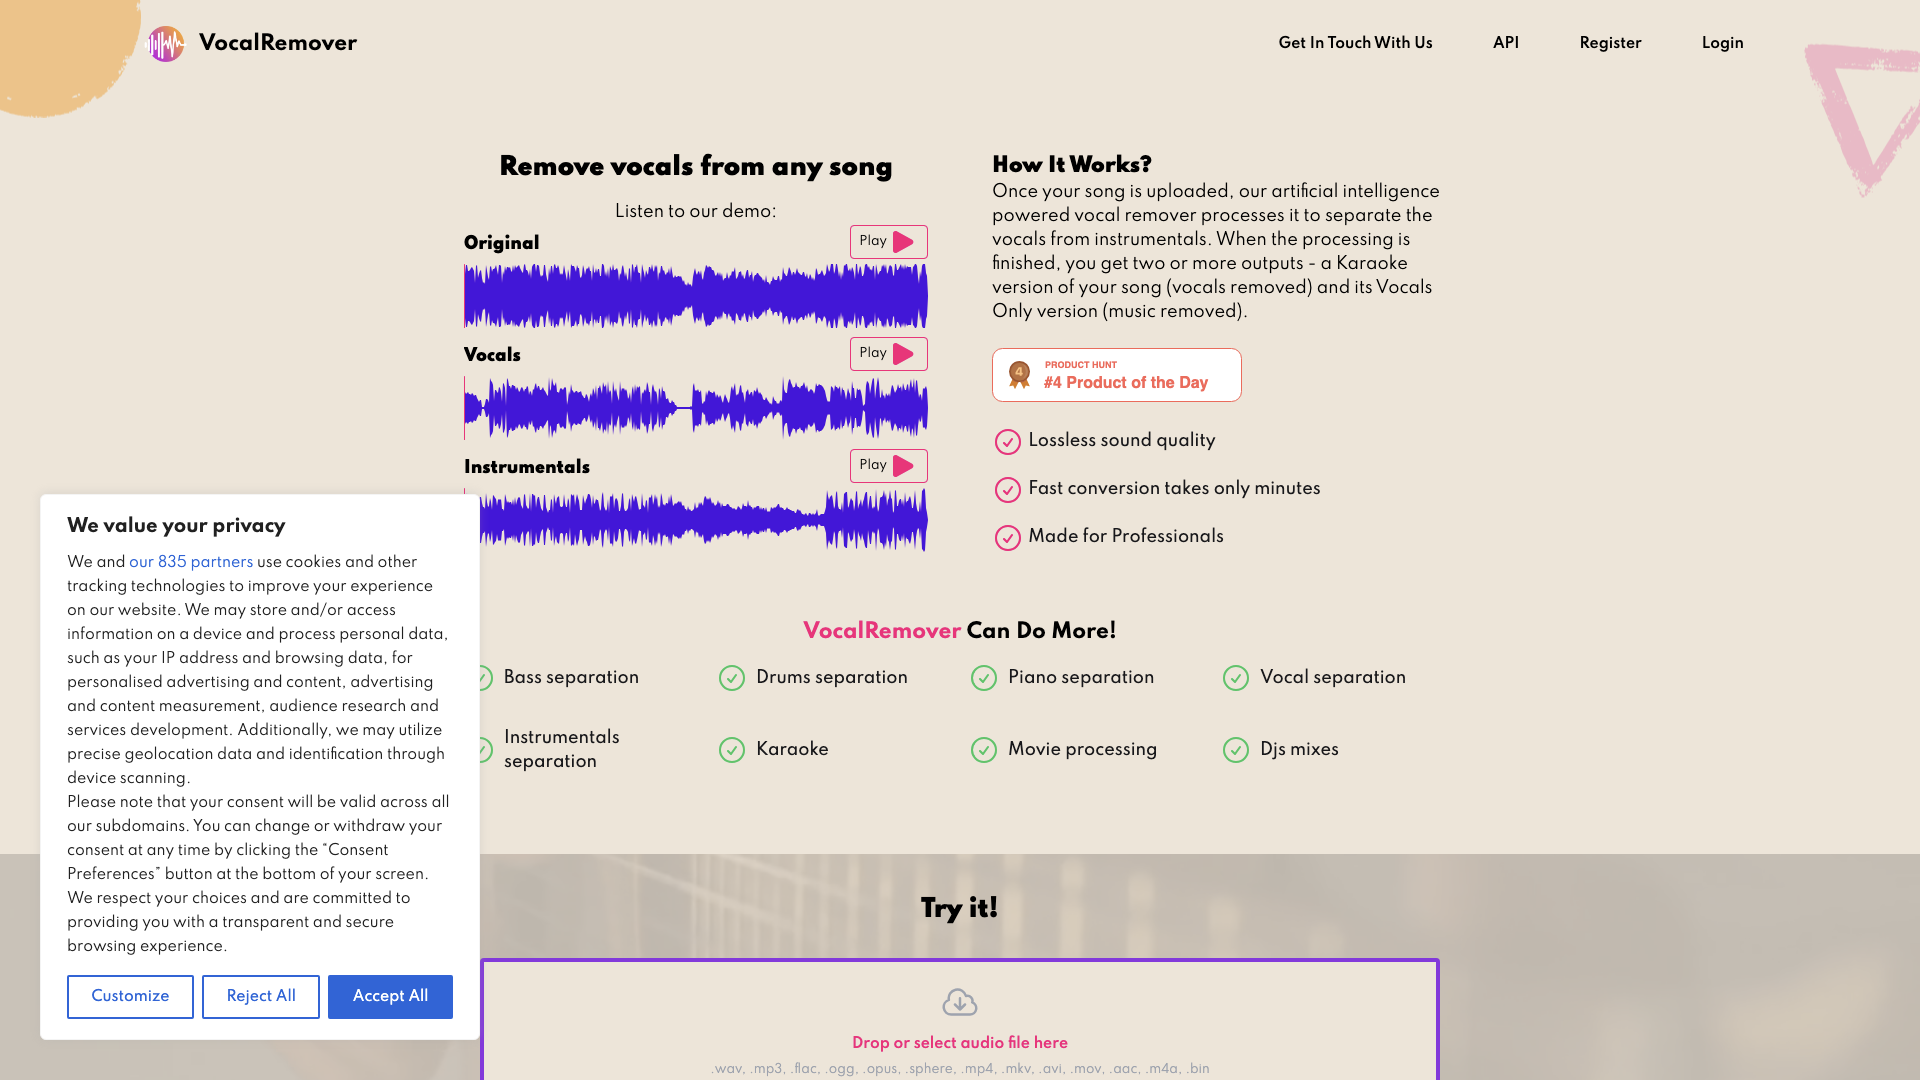 VocalRemover
Get In Touch With Us
API
Register
Login
Remove vocals from any song
Listen to our demo:
Original
Play
Vocals
Play
Instrumentals
Play
How It Works?
Once your song is uploaded, our artificial intelligence
powered vocal remover processes it to separate the
vocals from instrumentals. When the processing is
finished, you get two or more outputs - a Karaoke
version of your song (vocals removed) and its Vocals
Only version (music removed).
4
PRODUCT HUNT
#4 Product of the Day
Lossless sound quality
Fast conversion takes only minutes
Made for Professionals
VocalRemover Can Do More!
Bass separation
Drums separation
Piano separation
Vocal separation
Instrumentals
separation
Karaoke
Movie processing
Djs mixes
We value your privacy
We and our 835 partners use cookies and other
tracking technologies to improve your experience
on our website. We may store and/or access
information on a device and process personal data,
such as your IP address and browsing data, for
personalised advertising and content, advertising
and content measurement, audience research and
services development. Additionally, we may utilize
precise geolocation data and identification through
device scanning.
Please note that your consent will be valid across all
our subdomains. You can change or withdraw your
consent at any time by clicking the “Consent
Preferences” button at the bottom of your screen.
We respect your choices and are committed to
providing you with a transparent and secure
browsing experience.
Customize
Reject All
Accept All
Try it!
Drop or select audio file here
.wav, .mp3, .flac, .ogg, .opus, .sphere, .mp4, .mkv, .avi, .mov, .aac, .m4a, .bin